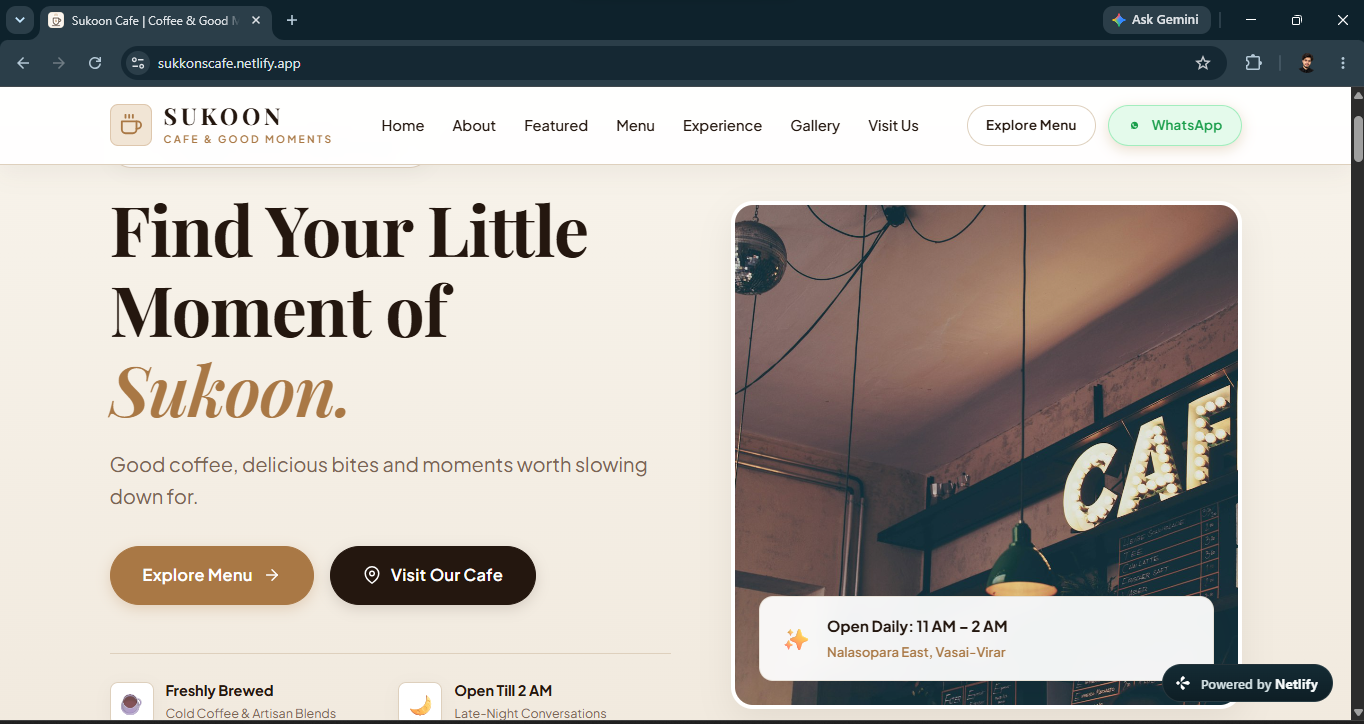 Sukoon Cafe | Coffee & Good M
Ask Gemini
sukkonscafe.netlify.app
SUKOON
CAFE & GOOD MOMENTS
Home
About
Featured
Menu
Experience
Gallery
Visit Us
Explore Menu
WhatsApp
Find Your Little
Moment of
Sukoon.
Good coffee, delicious bites and moments worth slowing
down for.
Explore Menu
Visit Our Cafe
CAF
Open Daily: 11 AM – 2 AM
Nalasopara East, Vasai-Virar
Powered by Netlify
Freshly Brewed
Cold Coffee & Artisan Blends
Open Till 2 AM
Late-Night Conversations